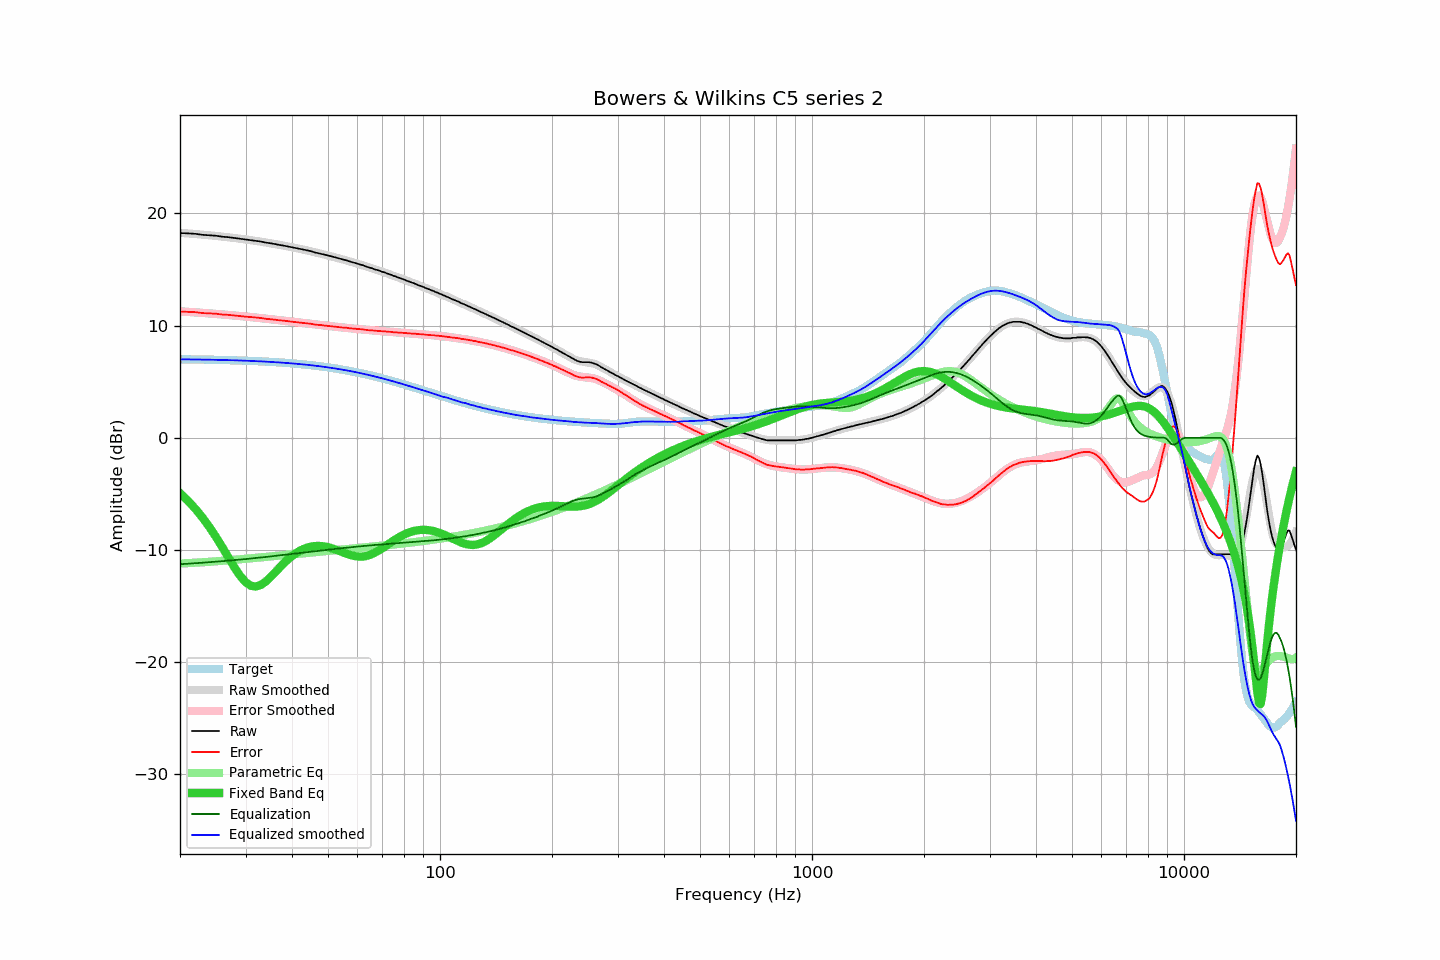 Bowers & Wilkins C5 series 2
Amplitude (dBr)
20
10
0
−10
−20
−30
Target
Raw Smoothed
Error Smoothed
Raw
Error
Parametric Eq
Fixed Band Eq
Equalization
Equalized smoothed
100
1000
10000
Frequency (Hz)